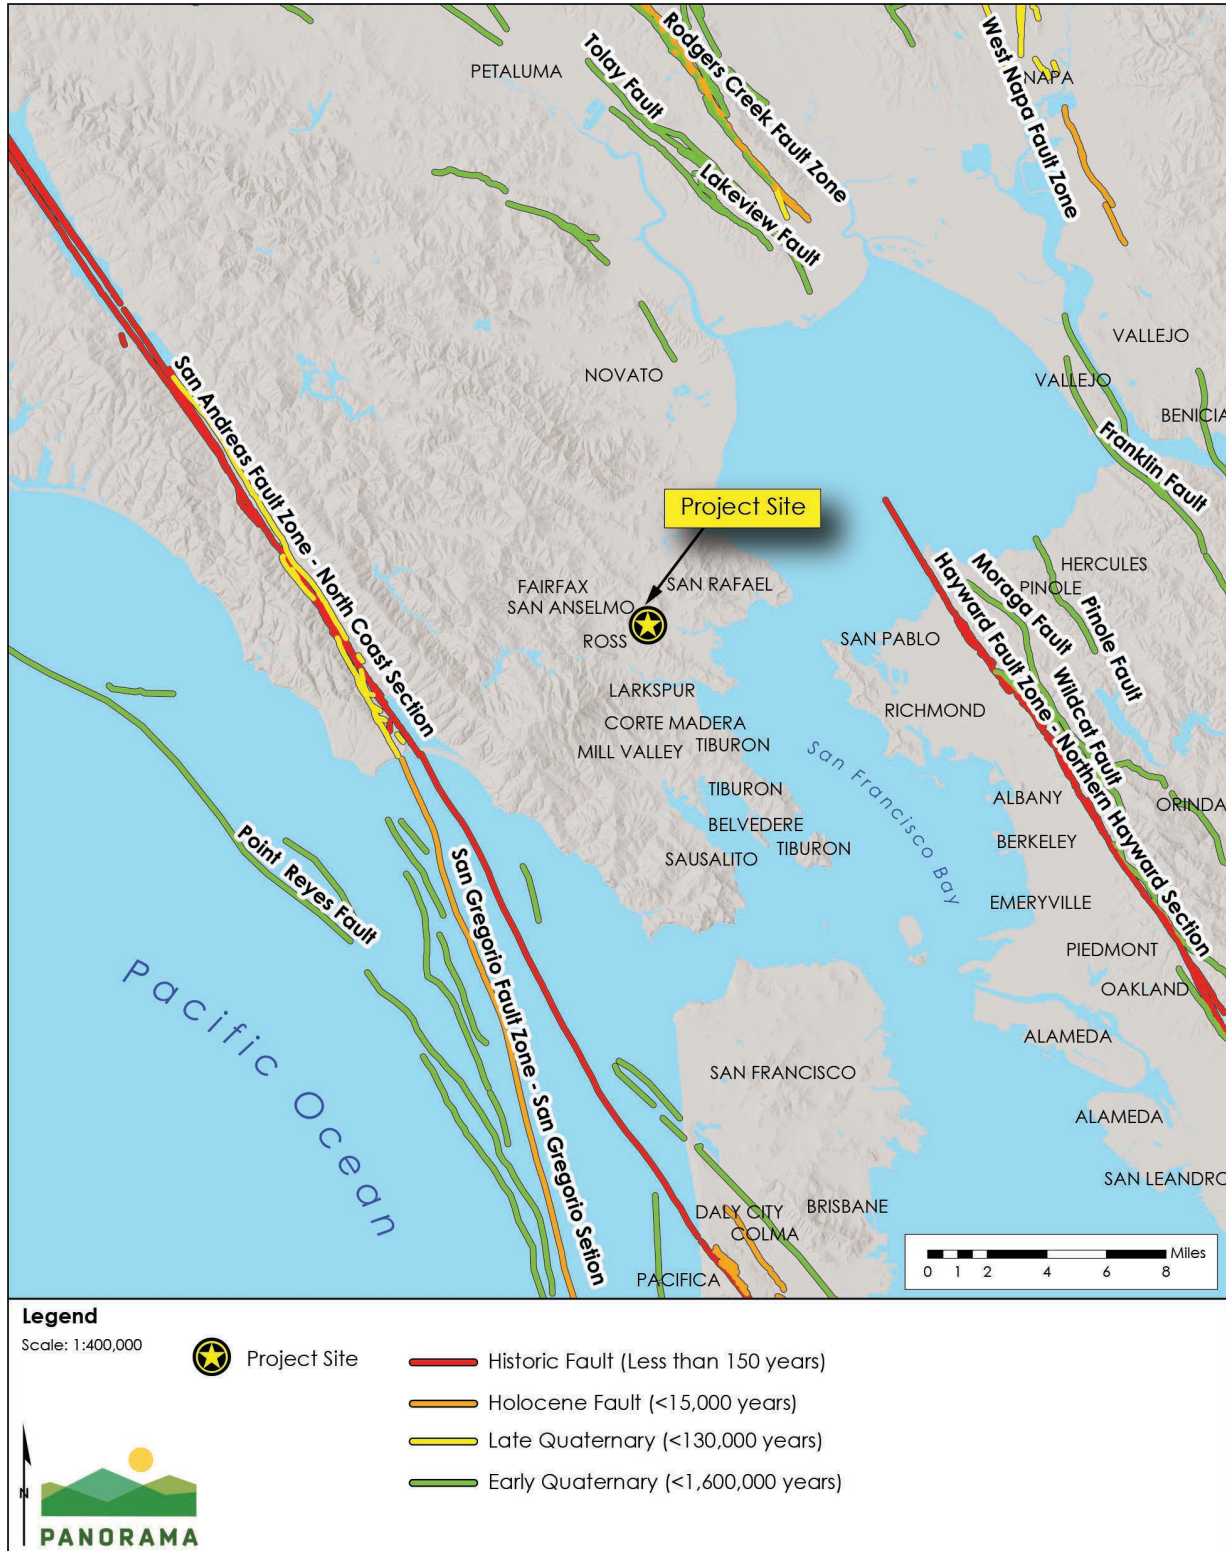 PETALUMA
Tolay Fault
Rodgers Creek Fault Zone
Lakeview Fault
West Napa Fault Zone
NAPA
VALLEJO
VALLEJO
BENICIA
NOVATO
Franklin Fault
San Andreas Fault Zone - North Coast Section
Project Site
HERCULES
PINOLE
FAIRFAX
SAN RAFAEL
SAN ANSELMO
ROSS
Moraga Fault
Pinole Fault
Hayward Fault Zone - Northern Hayward Section
SAN PABLO
Wildcat Fault
LARKSPUR
RICHMOND
CORTE MADERA
MILL VALLEY
TIBURON
San Francisco Bay
TIBURON
ALBANY
ORINDA
BELVEDERE
TIBURON
BERKELEY
SAUSALITO
Point Reyes Fault
San Gregorio Fault Zone - San Gregorio Setion
EMERYVILLE
PIEDMONT
OAKLAND
Pacific Ocean
ALAMEDA
SAN FRANCISCO
ALAMEDA
SAN LEANDRO
DALY CITY
BRISBANE
COLMA
PACIFICA
Miles
0 1 2 4 6 8
Legend
Scale: 1:400,000
Project Site
Historic Fault (Less than 150 years)
Holocene Fault (<15,000 years)
Late Quaternary (<130,000 years)
Early Quaternary (<1,600,000 years)
N
PANORAMA